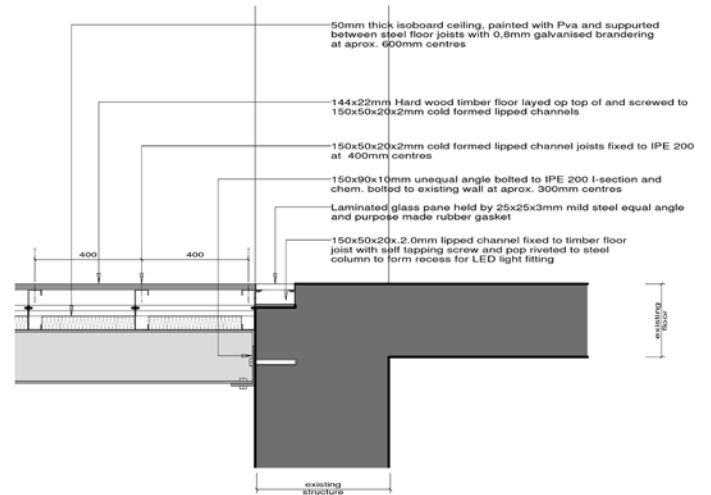 50mm thick isoboard ceiling, painted with Pva and suppurted
between steel floor joists with 0,8mm galvanised brandering
at aprox. 600mm centres
144x22mm Hard wood timber floor layed op top of and screwed to
150x50x20x2mm cold formed lipped channels
150x50x20x2mm cold formed lipped channel joists fixed to IPE 200
at 400mm centres
150x90x10mm unequal angle bolted to IPE 200 I-section and
chem. bolted to existing wall at aprox. 300mm centres
Laminated glass pane held by 25x25x3mm mild steel equal angle
and purpose made rubber gasket
150x50x20x.2.0mm lipped channel fixed to timber floor
joist with self tapping screw and pop riveted to steel
column to form recess for LED light fitting
400
400
existing
floor
existing
structure